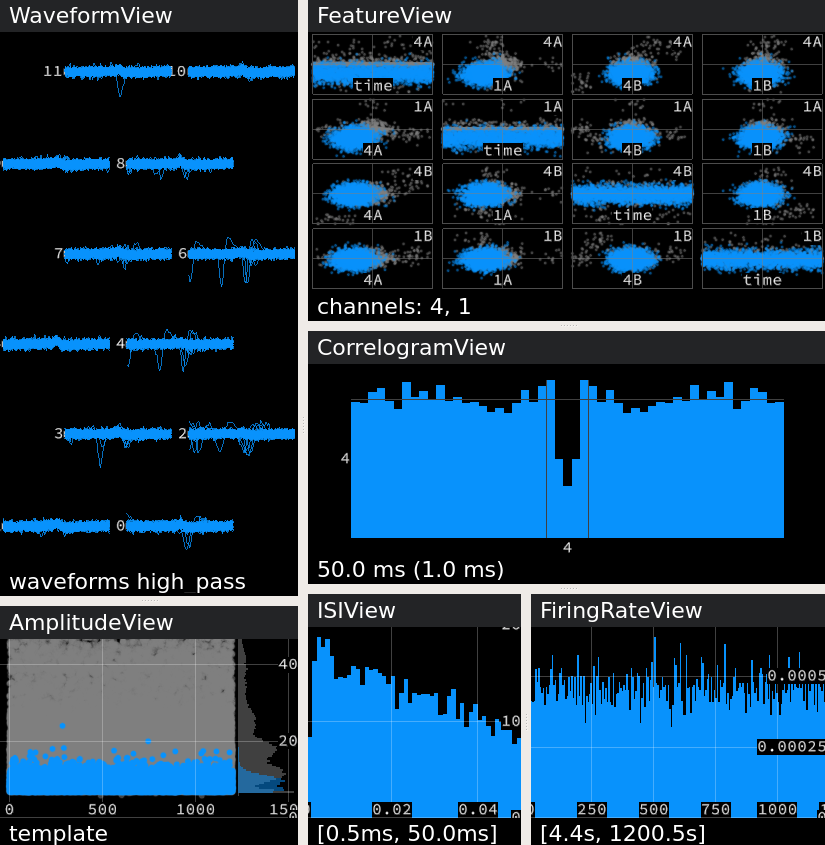 WaveformView
11 10
8
7 6
4
3 2
0
waveforms high_pass
FeatureView
4A 4A 4A 4A
time 1A 4B 1B
1A 1A 1A 1A
4A time 4B 1B
4B 4B 4B 4B
4A 1A time 1B
1B 1B 1B 1B
4A 1A 4B time
channels: 4, 1
CorrelogramView
4
4
50.0 ms (1.0 ms)
AmplitudeView
40
20
0 500 1000
template
ISIView
10
0.02 0.04
[0.5ms, 50.0ms]
FiringRateView
0.0005
0.00025
250 500 750 1000
[4.4s, 1200.5s]